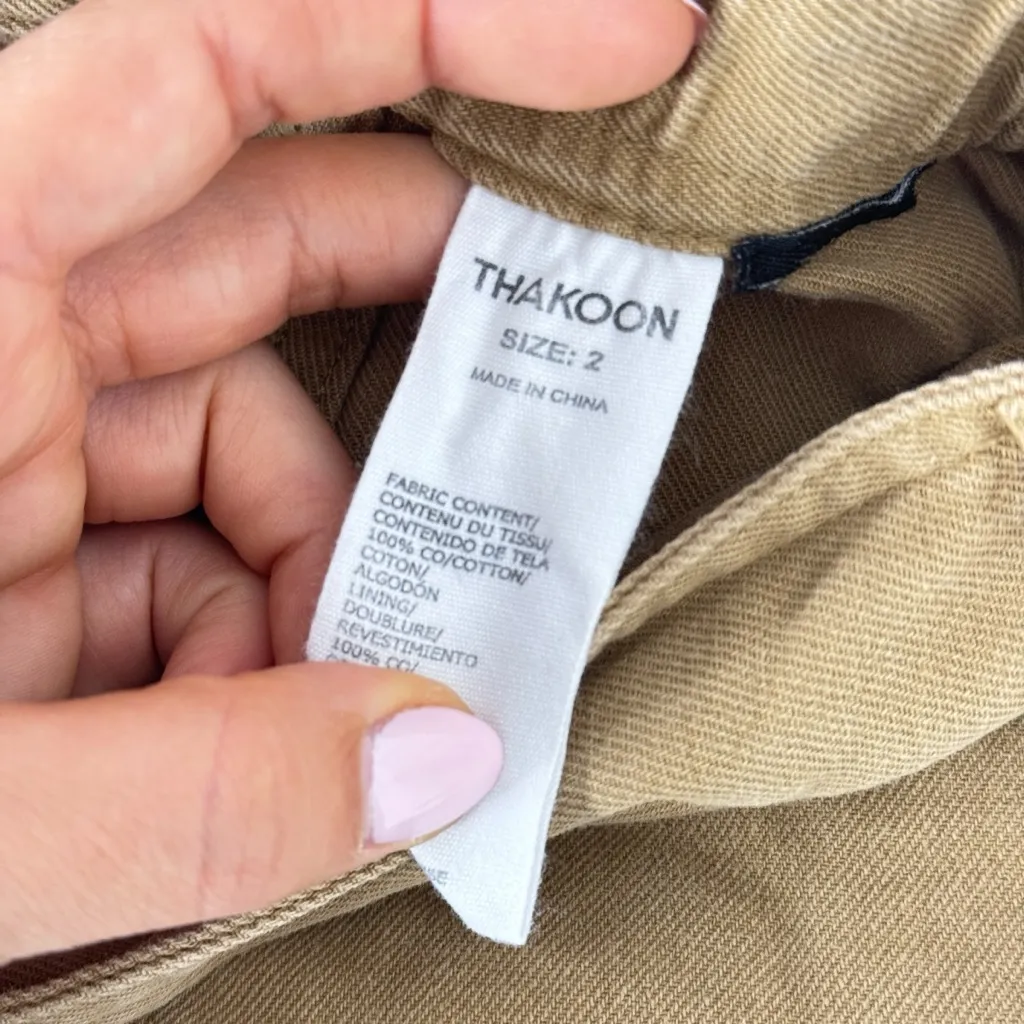 THAKOON
SIZE: 2
MADE IN CHINA
FABRIC CONTENT/
CONTENU DU TISSU/
CONTENIDO DE TELA
100% CO/COTTON/
COTON/
ALGODÓN
LINING/
DOUBLURE/
REVESTIMIENTO
100% CO/